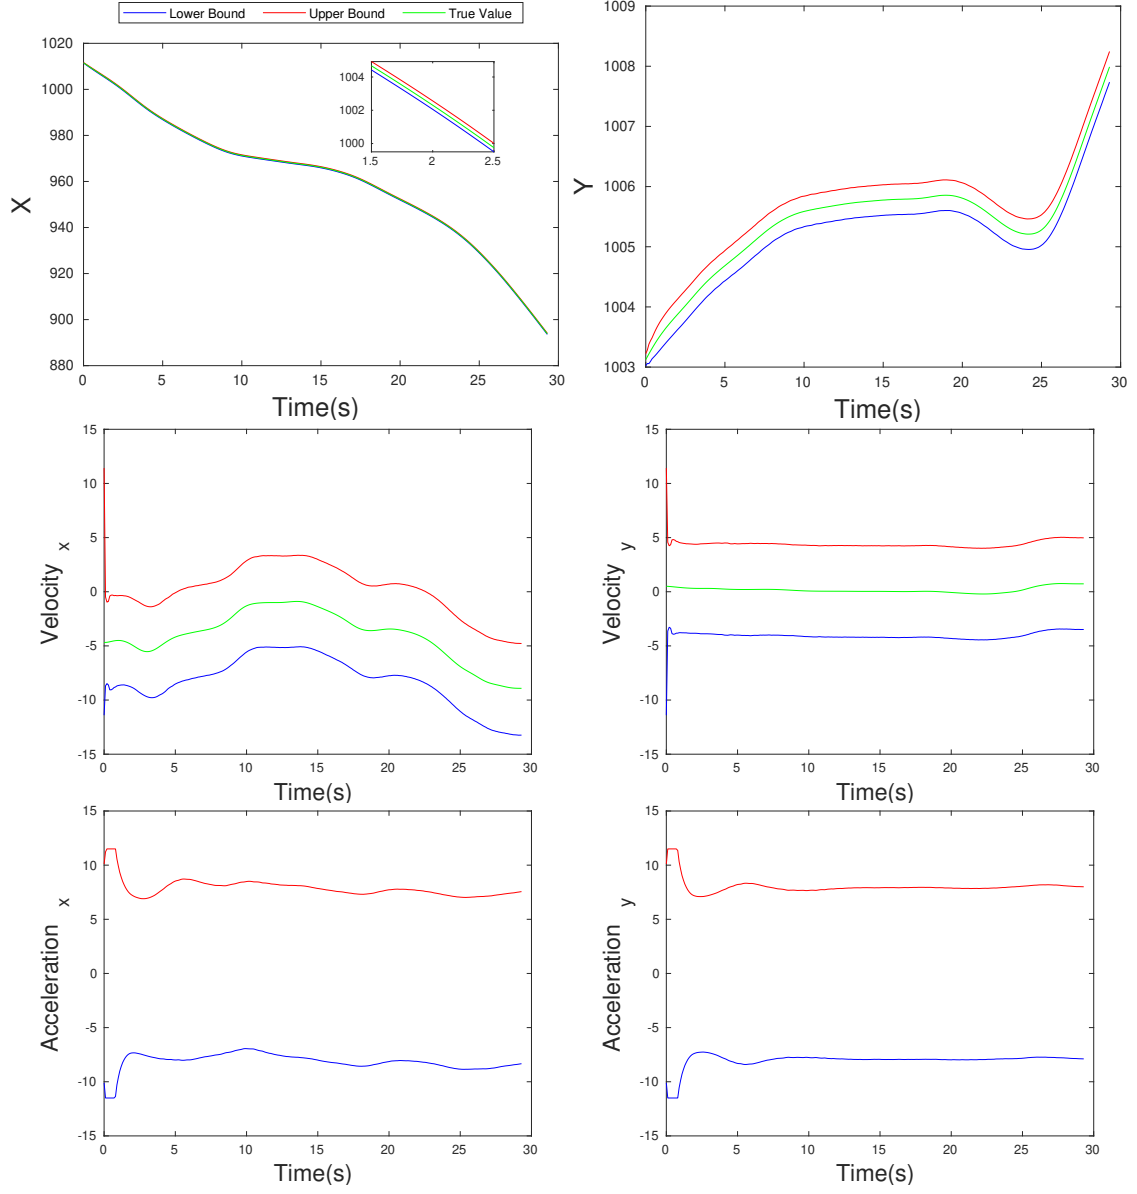 Lower Bound Upper Bound True Value
1020
1000
980
960
940
920
900
880
X
0 5 10 15 20 25 30
Time(s)
1004
1002
1000
1.5 2 2.5
1009
1008
1007
1006
1005
1004
1003
Y
0 5 10 15 20 25 30
Time(s)
15
10
5
0
-5
-10
-15
Velocity x
0 5 10 15 20 25 30
Time(s)
15
10
5
0
-5
-10
-15
Velocity y
0 5 10 15 20 25 30
Time(s)
15
10
5
0
-5
-10
-15
Acceleration x
0 5 10 15 20 25 30
Time(s)
15
10
5
0
-5
-10
-15
Acceleration y
0 5 10 15 20 25 30
Time(s)